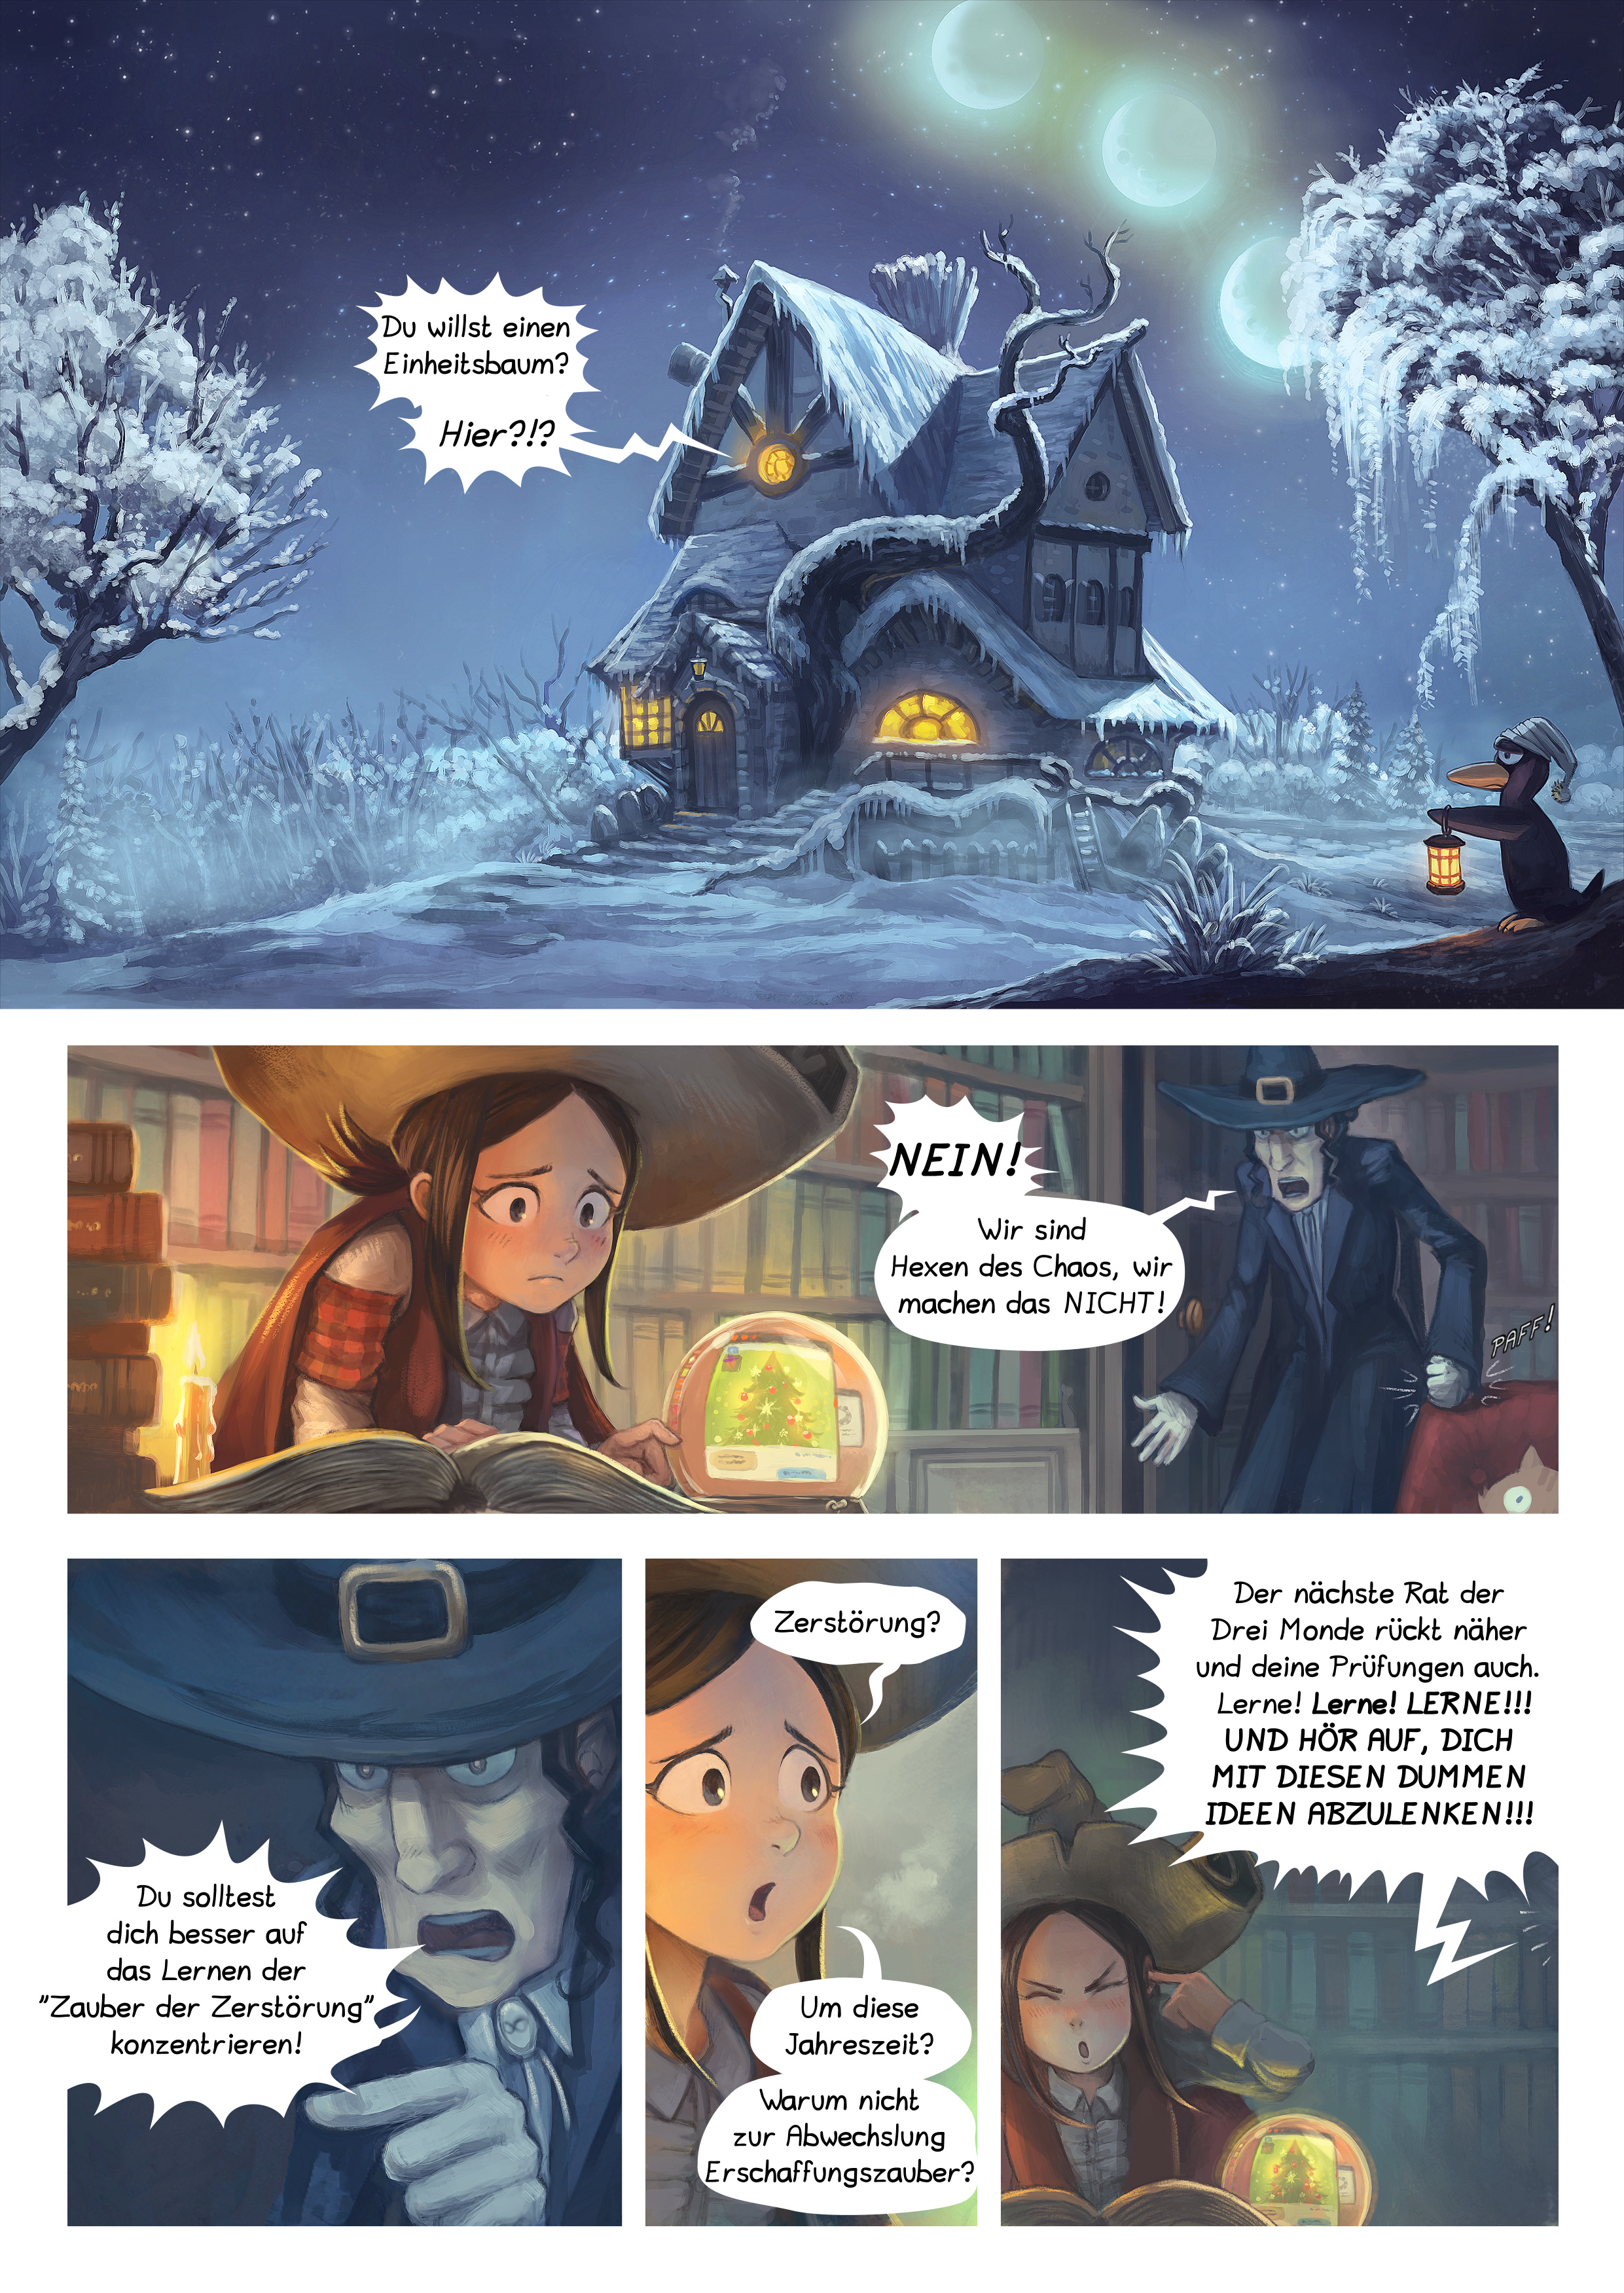 Du willst einen
Einheitsbaum?
Hier?!?
NEIN!
Wir sind
Hexen des Chaos, wir
machen das NICHT!
PAFF!
Du solltest
dich besser auf
das Lernen der
"Zauber der Zerstörung"
konzentrieren!
Zerstörung?
Um diese
Jahreszeit?
Warum nicht
zur Abwechslung
Erschaffungszauber?
Der nächste Rat der
Drei Monde rückt näher
und deine Prüfungen auch.
Lerne! Lerne! LERNE!!!
UND HÖR AUF, DICH
MIT DIESEN DUMMEN
IDEEN ABZULENKEN!!!